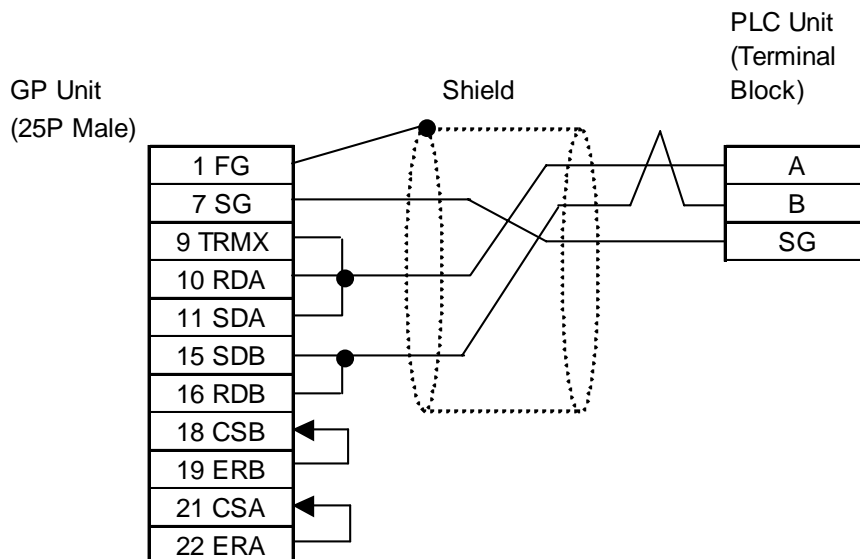 PLC Unit
(Terminal
Block)
GP Unit
(25P Male)
Shield
1 FG
7 SG
9 TRMX
10 RDA
11 SDA
15 SDB
16 RDB
18 CSB
19 ERB
21 CSA
22 ERA
A
B
SG